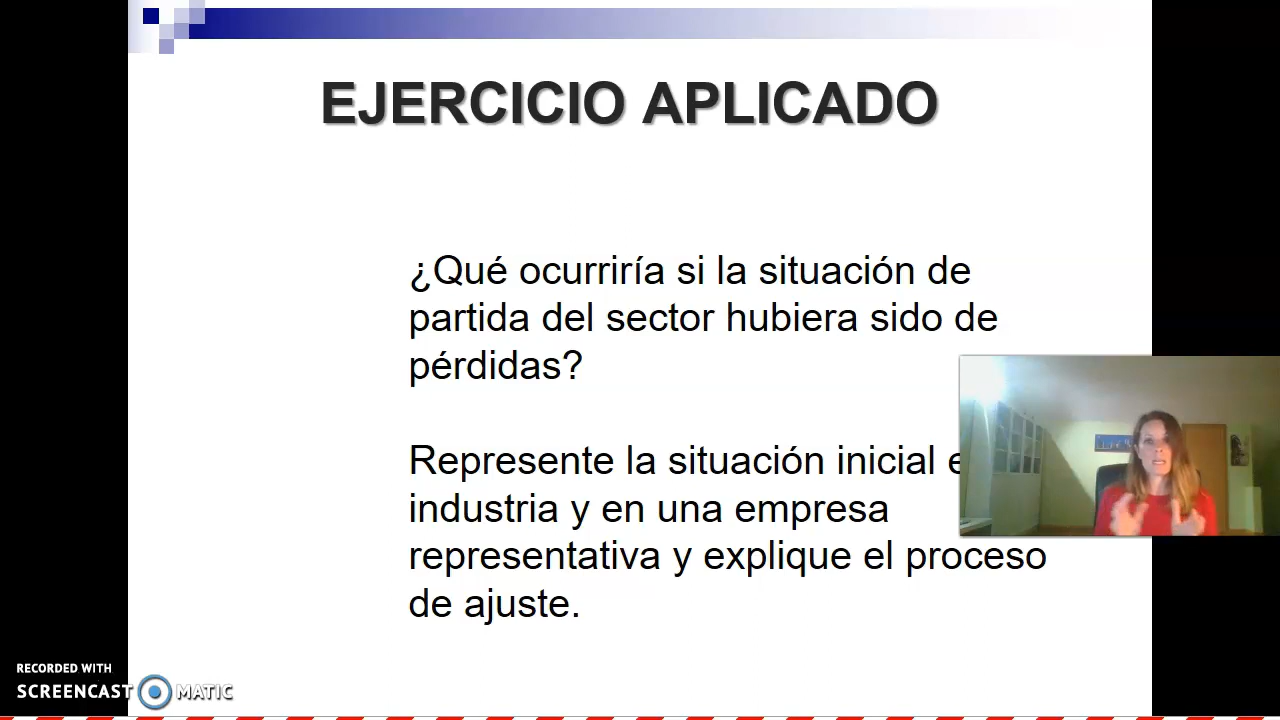 EJERCICIO APLICADO
¿Qué ocurriría si la situación de
partida del sector hubiera sido de
pérdidas?
Represente la situación inicial
industria y en una empresa
representativa y explique el proceso
de ajuste.
RECORDED WITH
SCREENCAST MATIC